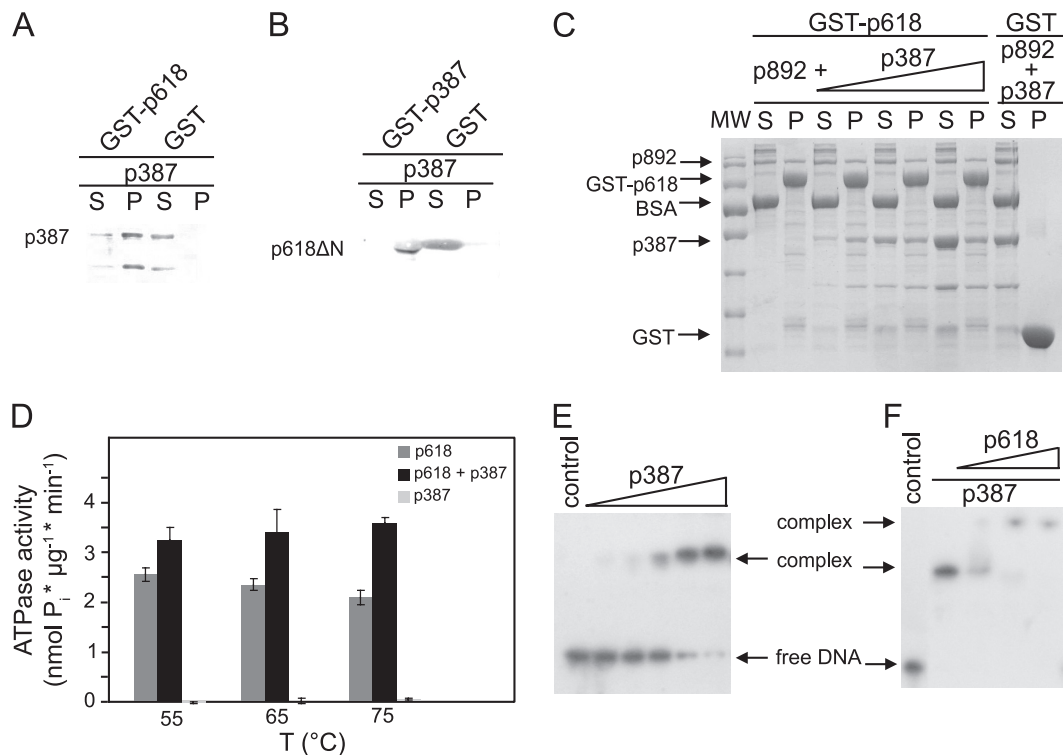 A
GST-p618
GST
p387
S P S P
p387
B
GST-p387
GST
p387
S P S P
p618ΔN
C
GST-p618
GST
p892 +
p387
p892
+
p387
MW S P S P S P S P S P
p892
GST-p618
BSA
p387
GST
D
ATPase activity
(nmol Pi * µg-1 * min-1)
4
3
2
1
0
p618
p618 + p387
p387
55
65
75
T (°C)
E
control
p387
complex
complex
free DNA
F
control
p618
p387